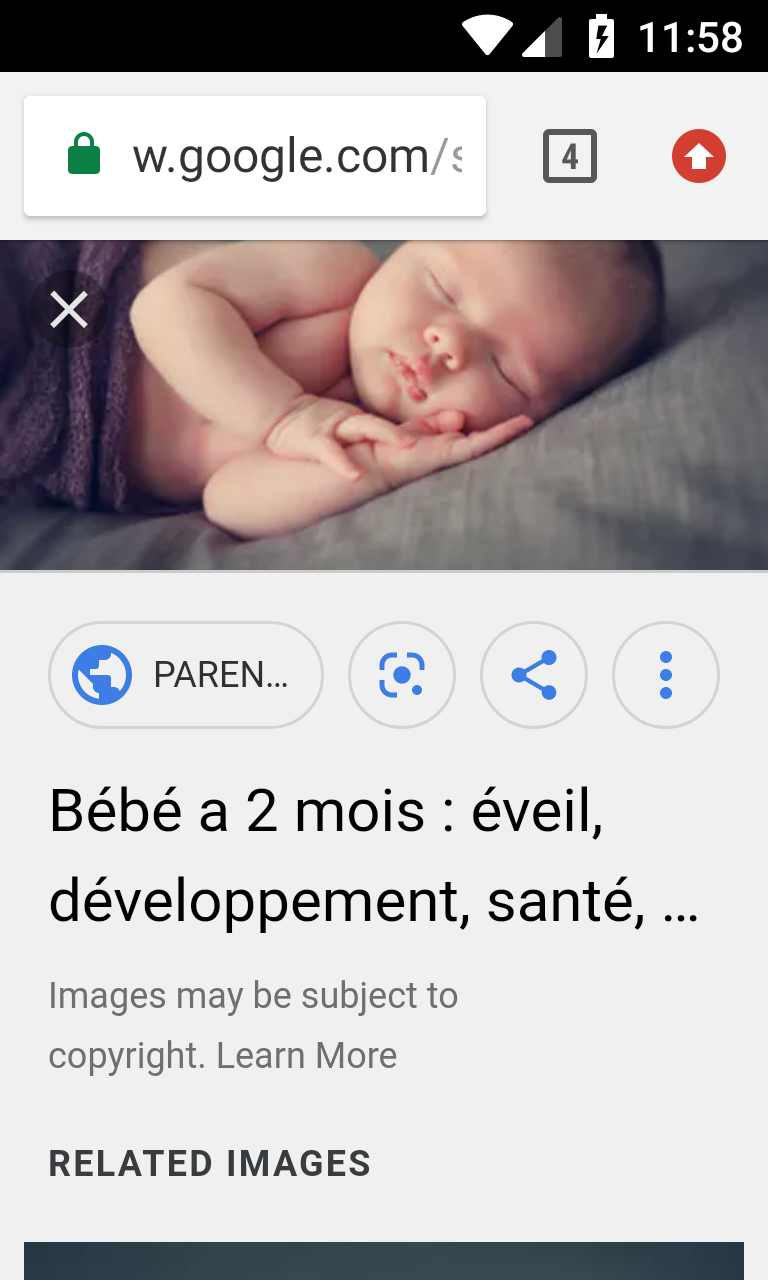 11:58
w.google.com/s
4
PAREN...
Bébé a 2 mois : éveil,
développement, santé, ...
Images may be subject to
copyright. Learn More
RELATED IMAGES